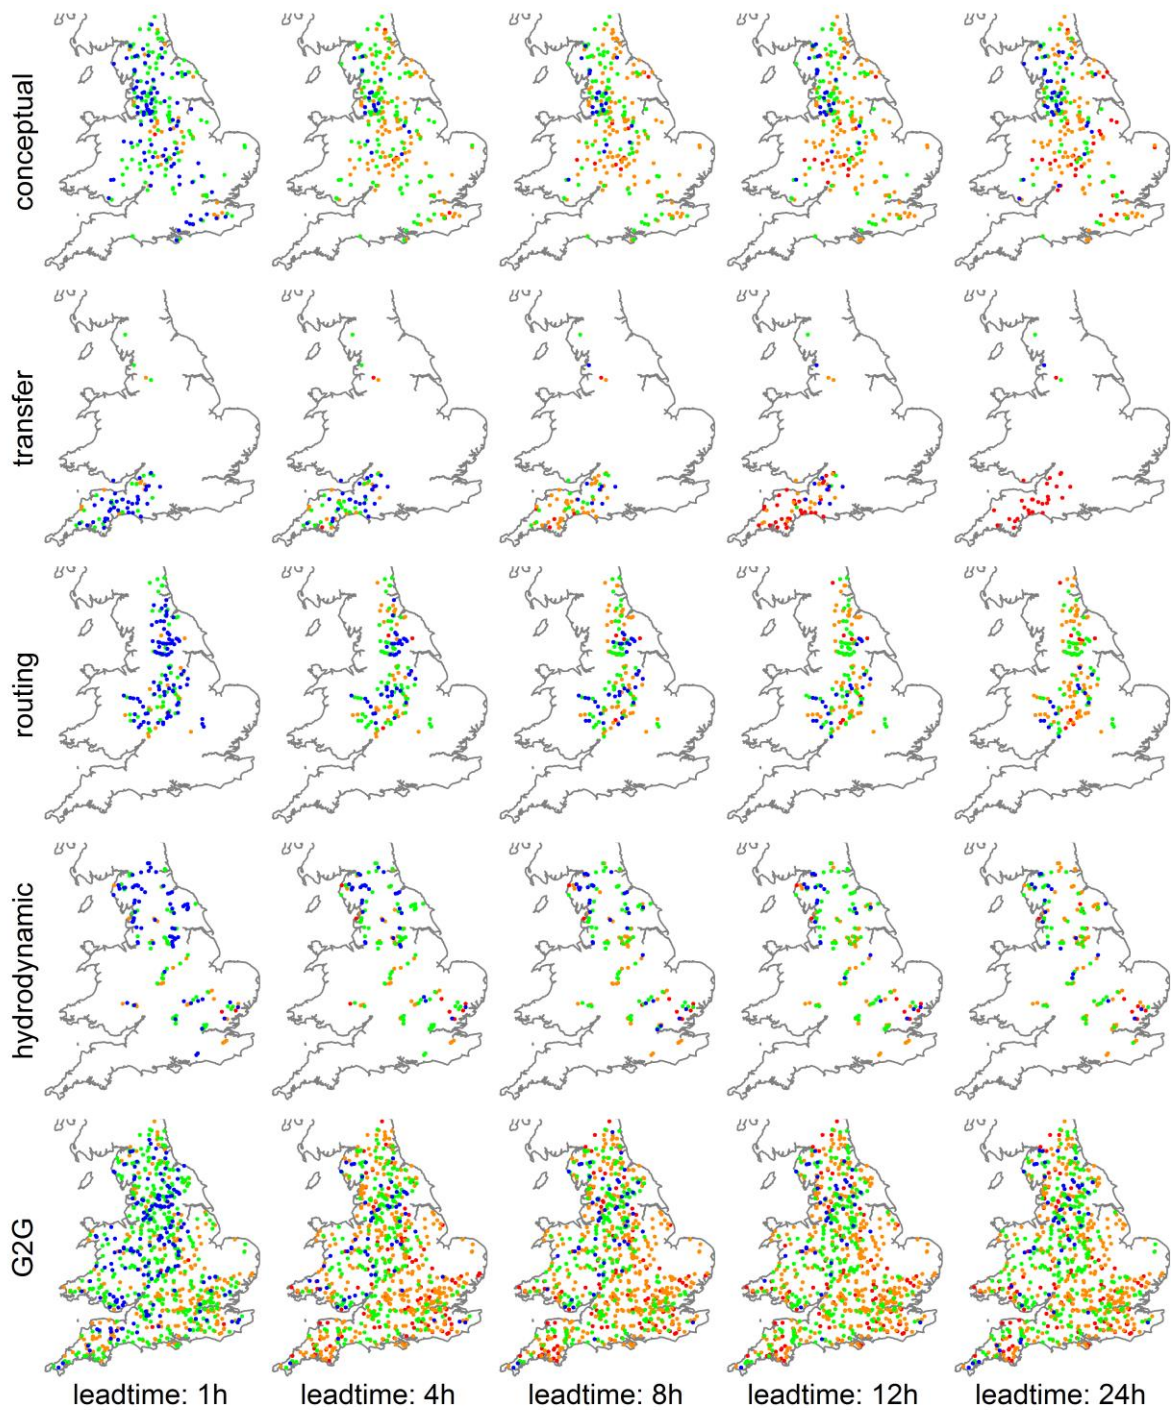 conceptual
transfer
routing
hydrodynamic
G2G
leadtime: 1h
leadtime: 4h
leadtime: 8h
leadtime: 12h
leadtime: 24h